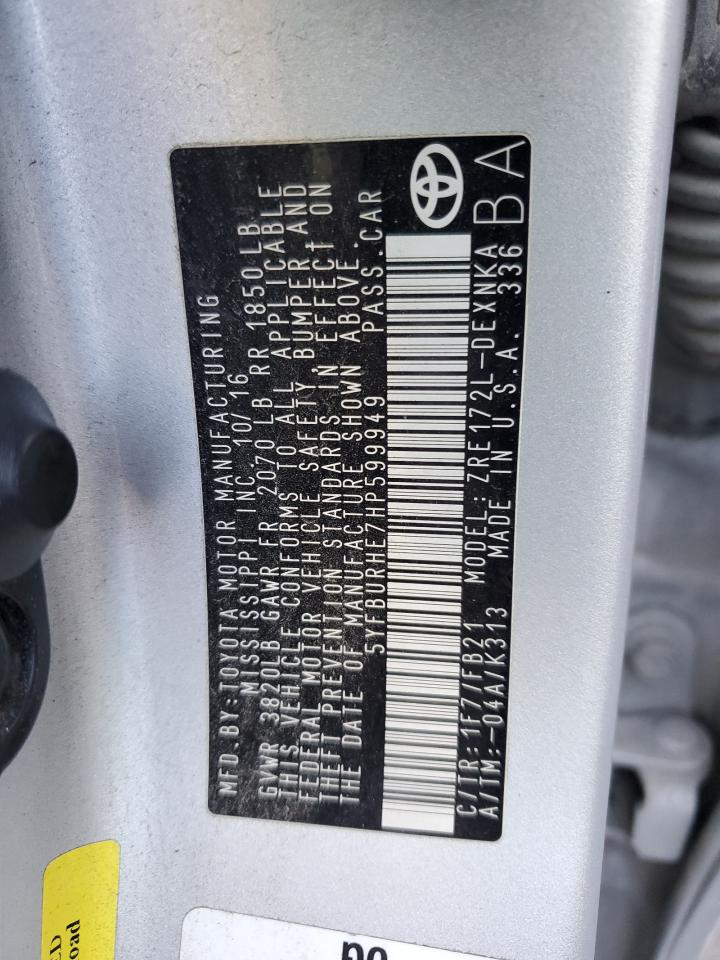 MFD.BY:TOYOTA MOTOR MANUFACTURING
MISSISSIPPI INC. 10/16
GVWR 3820LB GAWR FR 2070 LB RR 1850 LB
THIS VEHICLE CONFORMS TO ALL APPLICABLE
FEDERAL MOTOR VEHICLE SAFETY, BUMPER AND
THEFT PREVENTION STANDARDS IN EFFECT ON
THE DATE OF MANUFACTURE SHOWN ABOVE.
5YFBURHE7HP599949 PASS.CAR
C/TR:1F7/FB21 MODEL:ZRE172L-DEXNKA
A/TM:-04A/K313 MADE IN U.S.A. 336
BA